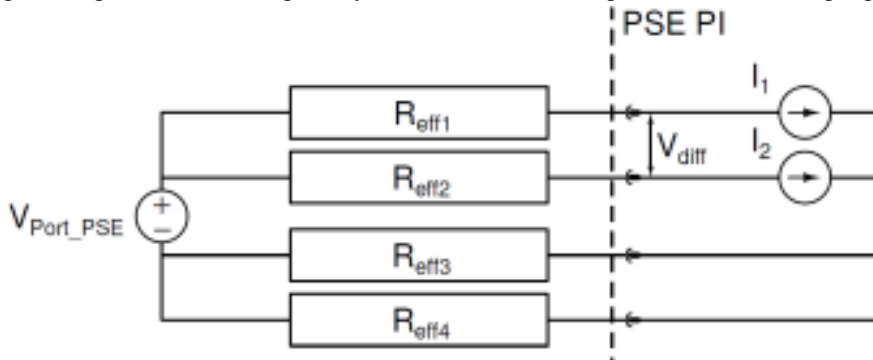 PSE PI
I1
Reff1
Vdiff
I2
Reff2
VPort_PSE
+
−
Reff3
Reff4